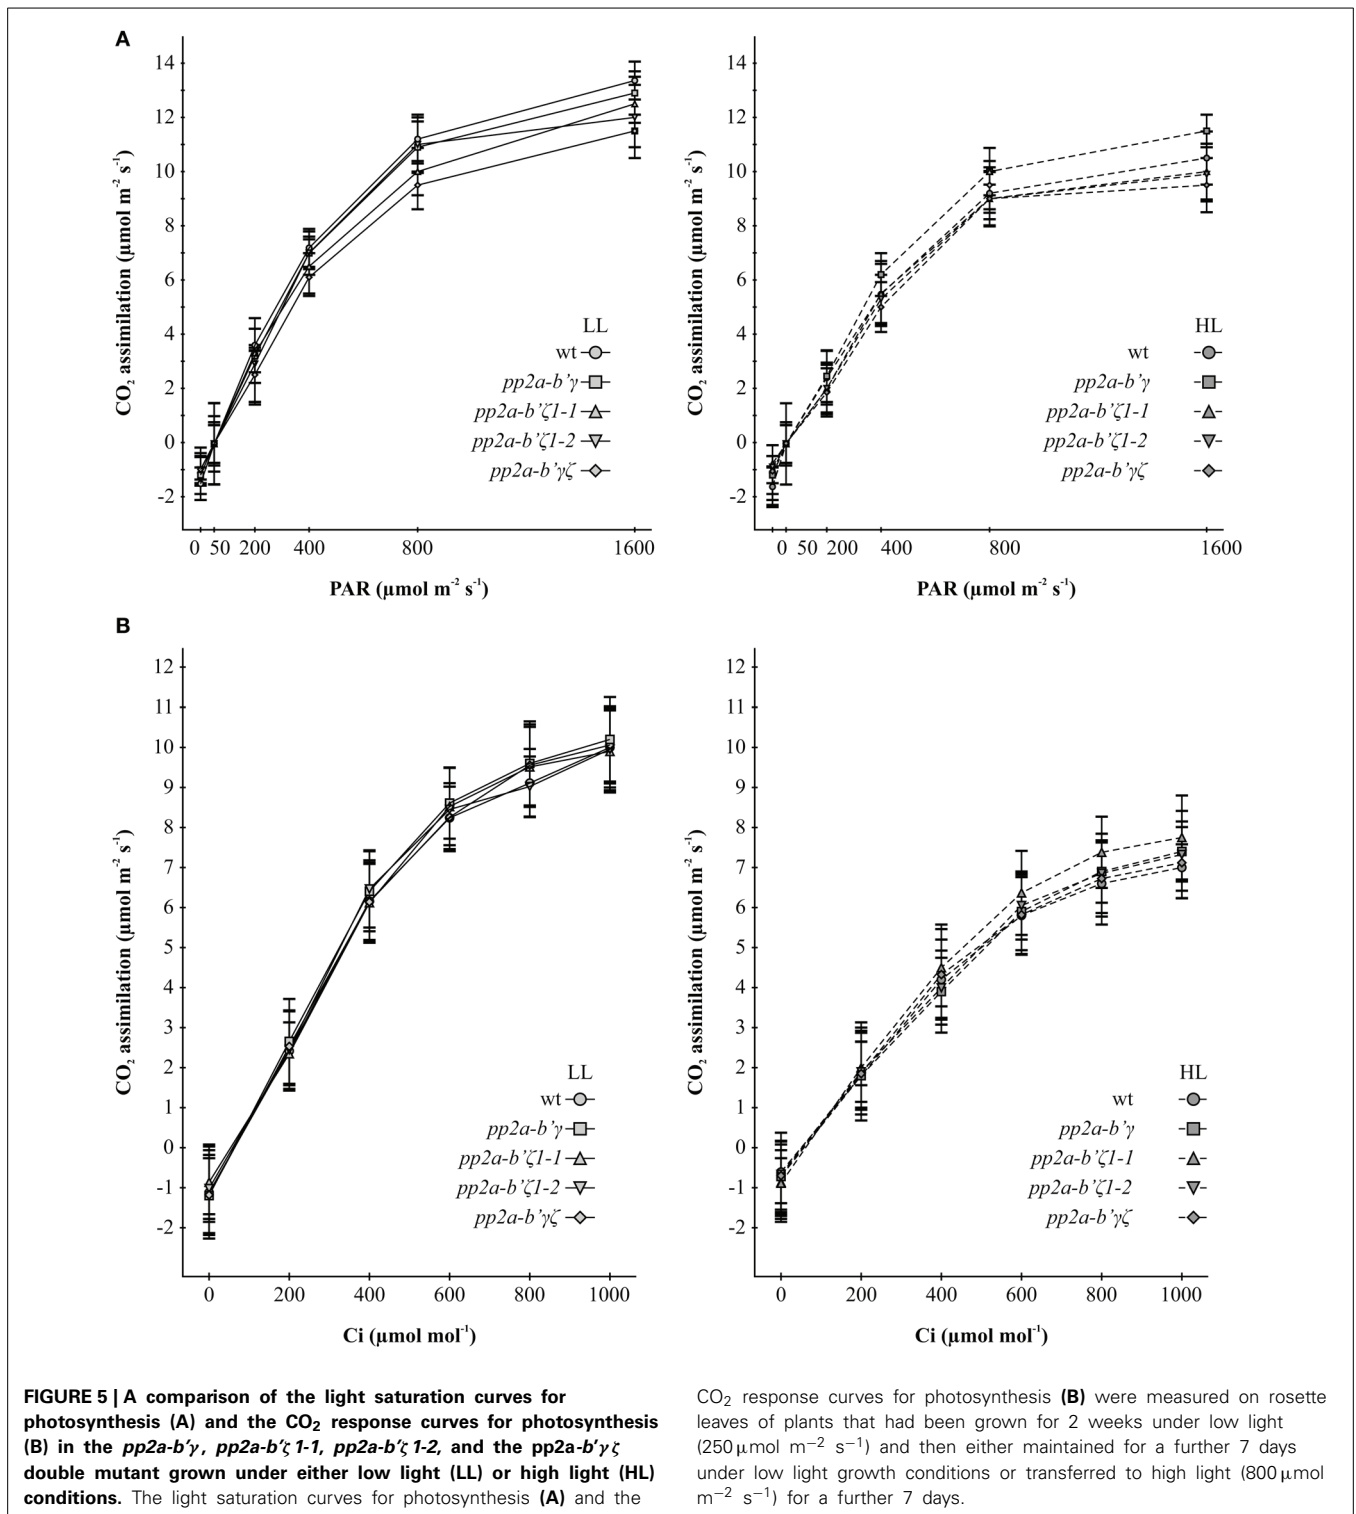 A
14
12
10
8
6
4
2
0
-2
CO₂ assimilation (µmol m⁻² s⁻¹)
LL
wt
pp2a-b'γ
pp2a-b'ζ1-1
pp2a-b'ζ1-2
pp2a-b'γζ
0 50 200 400 800 1600
PAR (µmol m⁻² s⁻¹)
14
12
10
8
6
4
2
0
-2
CO₂ assimilation (µmol m⁻² s⁻¹)
HL
wt
pp2a-b'γ
pp2a-b'ζ1-1
pp2a-b'ζ1-2
pp2a-b'γζ
0 50 200 400 800 1600
PAR (µmol m⁻² s⁻¹)
B
12
11
10
9
8
7
6
5
4
3
2
1
0
-1
-2
CO₂ assimilation (µmol m⁻² s⁻¹)
LL
wt
pp2a-b'γ
pp2a-b'ζ1-1
pp2a-b'ζ1-2
pp2a-b'γζ
0 200 400 600 800 1000
Ci (µmol mol⁻¹)
12
11
10
9
8
7
6
5
4
3
2
1
0
-1
-2
CO₂ assimilation (µmol m⁻² s⁻¹)
HL
wt
pp2a-b'γ
pp2a-b'ζ1-1
pp2a-b'ζ1-2
pp2a-b'γζ
0 200 400 600 800 1000
Ci (µmol mol⁻¹)
FIGURE 5 | A comparison of the light saturation curves for
photosynthesis (A) and the CO₂ response curves for photosynthesis
(B) in the pp2a-b'γ, pp2a-b'ζ1-1, pp2a-b'ζ1-2, and the pp2a-b'γζ
double mutant grown under either low light (LL) or high light (HL)
conditions. The light saturation curves for photosynthesis (A) and the
CO₂ response curves for photosynthesis (B) were measured on rosette
leaves of plants that had been grown for 2 weeks under low light
(250 µmol m⁻² s⁻¹) and then either maintained for a further 7 days
under low light growth conditions or transferred to high light (800 µmol
m⁻² s⁻¹) for a further 7 days.